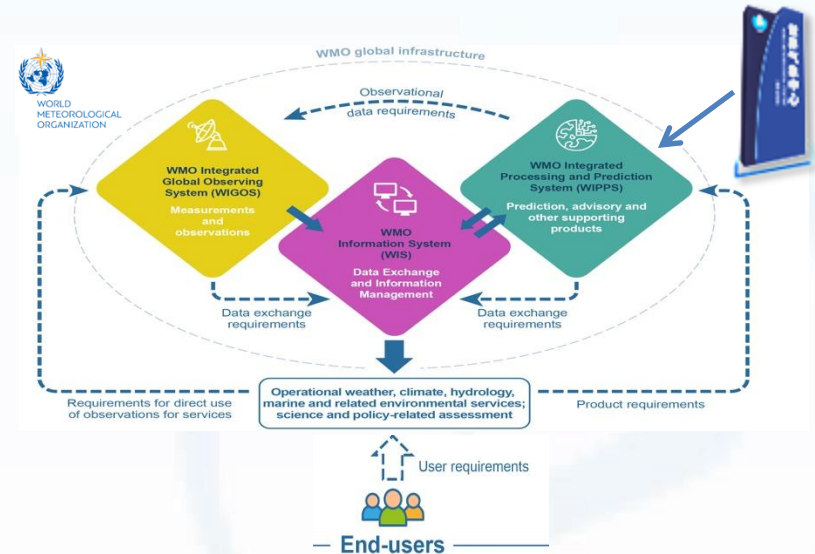 WMO global infrastructure
WORLD
METEOROLOGICAL
ORGANIZATION
Observational
data requirements
WMO Integrated
Global Observing
System (WIGOS)
Measurements
and
observations
WMO Integrated
Processing and Prediction
System (WIPPS)
Prediction, advisory and
other supporting
products
WMO
Information System
(WIS)
Data Exchange
and Information
Management
Data exchange
requirements
Data exchange
requirements
Requirements for direct use
of observations for services
Operational weather, climate, hydrology,
marine and related environmental services;
science and policy-related assessment
Product requirements
User requirements
End-users